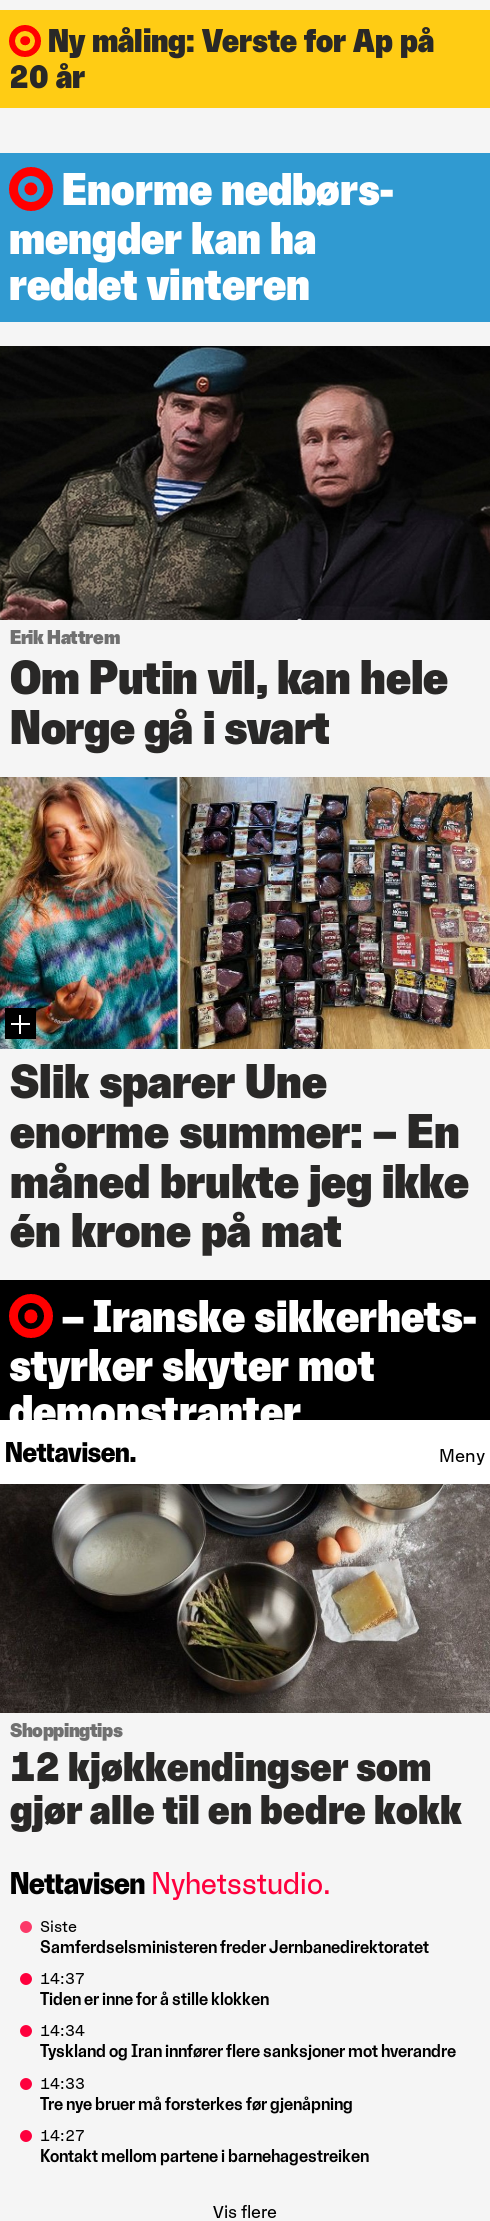 Ny måling: Verste for Ap på
20 år
Enorme nedbørs-
mengder kan ha
reddet vinteren
Erik Hattrem
Om Putin vil, kan hele
Norge gå i svart
Slik sparer Une
enorme summer: – En
måned brukte jeg ikke
én krone på mat
– Iranske sikkerhets-
styrker skyter mot
demonstranter
Nettavisen.
Meny
Shoppingtips
12 kjøkkendingser som
gjør alle til en bedre kokk
Nettavisen Nyhetsstudio.
Siste
Samferdselsministeren freder Jernbanedirektoratet
14:37
Tiden er inne for å stille klokken
14:34
Tyskland og Iran innfører flere sanksjoner mot hverandre
14:33
Tre nye bruer må forsterkes før gjenåpning
14:27
Kontakt mellom partene i barnehagestreiken
Vis flere